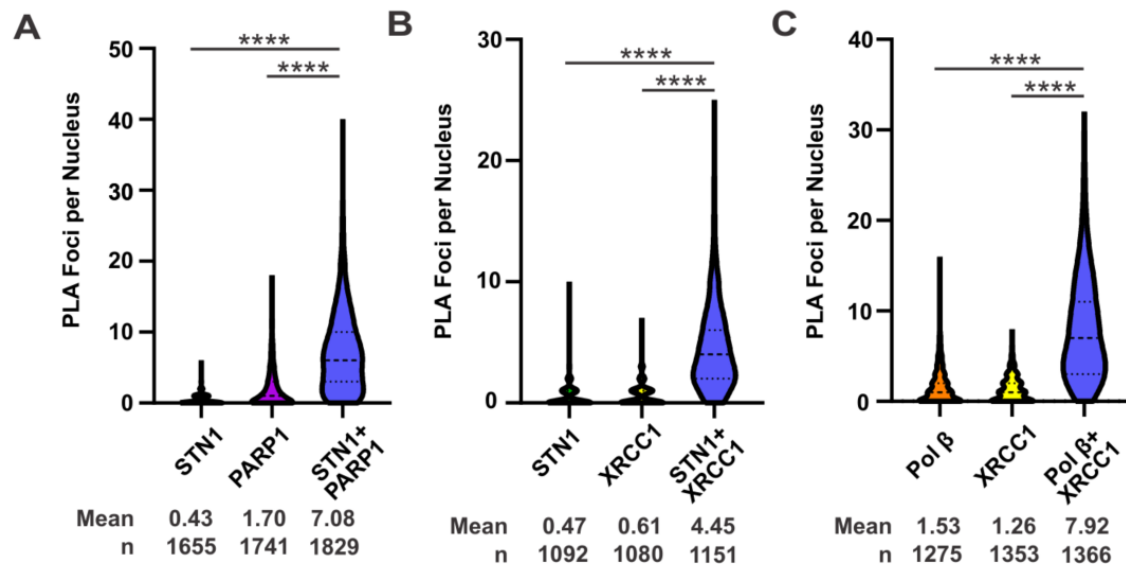 A
PLA Foci per Nucleus
50
40
30
20
10
0
****
****
STN1
PARP1
STN1+
PARP1
Mean 0.43 1.70 7.08
n 1655 1741 1829
B
PLA Foci per Nucleus
30
20
10
0
****
****
STN1
XRCC1
STN1+
XRCC1
Mean 0.47 0.61 4.45
n 1092 1080 1151
C
PLA Foci per Nucleus
40
30
20
10
0
****
****
Pol β
XRCC1
Pol β+
XRCC1
Mean 1.53 1.26 7.92
n 1275 1353 1366